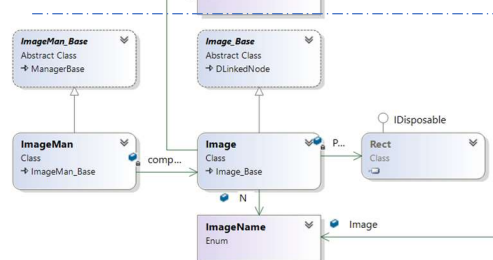 ImageMan_Base
Abstract Class
ManagerBase
Image_Base
Abstract Class
DLinkedNode
IDisposable
ImageMan
Class
ImageMan_Base
comp...
Image
Class
Image_Base
P...
Rect
Class
N
ImageName
Enum
Image